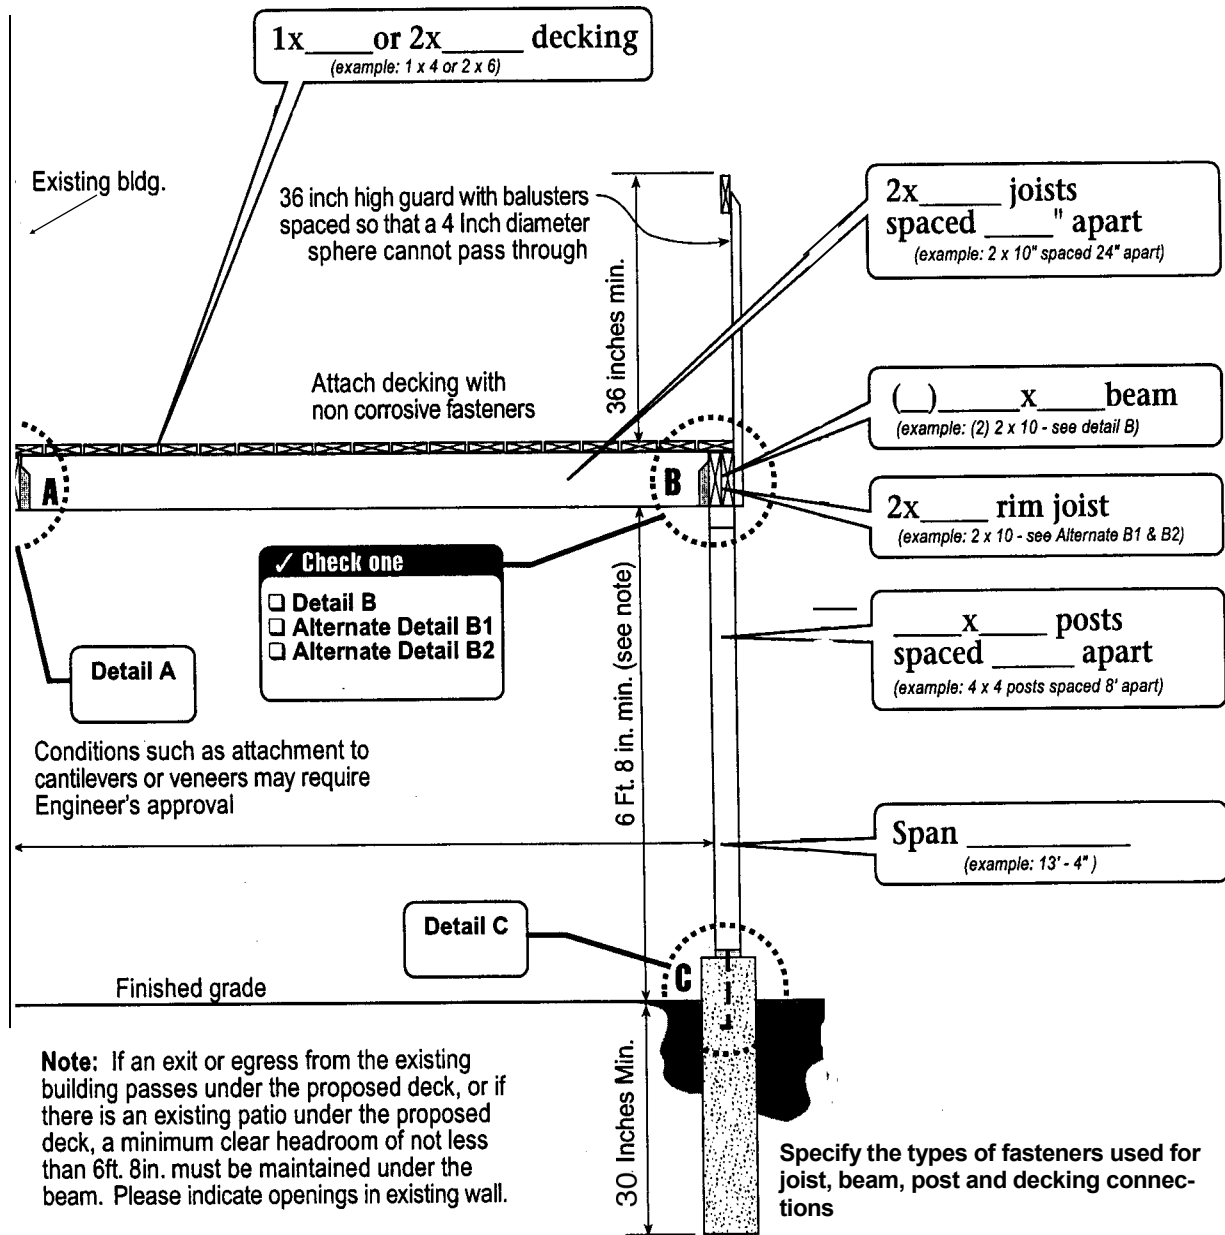 1x____or 2x_____ decking
(example: 1 x 4 or 2 x 6)
Existing bldg.
36 inch high guard with balusters
spaced so that a 4 Inch diameter
sphere cannot pass through
36 inches min.
2x_____ joists
spaced ____" apart
(example: 2 x 10" spaced 24" apart)
Attach decking with
non corrosive fasteners
(__)_____x____beam
(example: (2) 2 x 10 - see detail B)
A
B
2x____ rim joist
(example: 2 x 10 - see Alternate B1 & B2)
✓ Check one
❑ Detail B
❑ Alternate Detail B1
❑ Alternate Detail B2
6 Ft. 8 in. min. (see note)
____x____ posts
spaced _____ apart
(example: 4 x 4 posts spaced 8' apart)
Detail A
Conditions such as attachment to
cantilevers or veneers may require
Engineer's approval
Span __________
(example: 13' - 4" )
Detail C
C
Finished grade
30 Inches Min.
Note: If an exit or egress from the existing
building passes under the proposed deck, or if
there is an existing patio under the proposed
deck, a minimum clear headroom of not less
than 6ft. 8in. must be maintained under the
beam. Please indicate openings in existing wall.
Specify the types of fasteners used for
joist, beam, post and decking connec-
tions